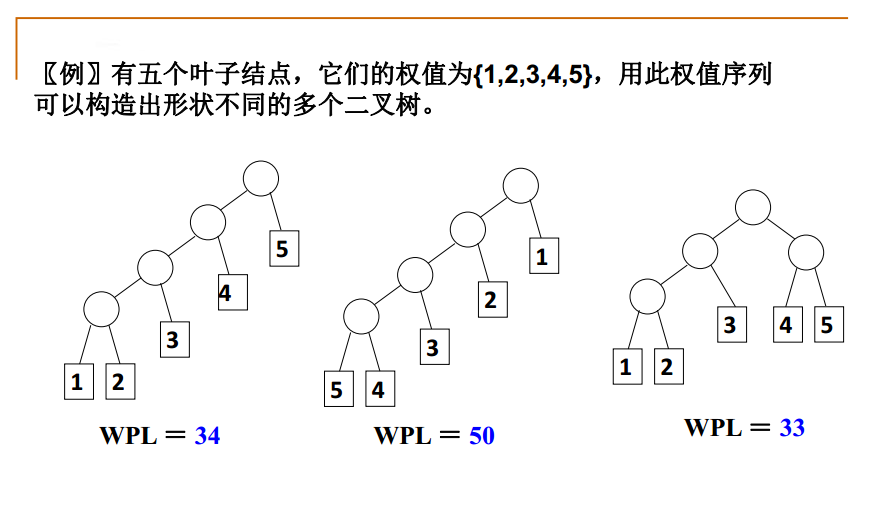 〖例〗有五个叶子结点，它们的权值为{1,2,3,4,5}，用此权值序列
可以构造出形状不同的多个二叉树。
5
4
3
1 2
WPL＝34
1
2
3
5 4
WPL＝50
3 4 5
1 2
WPL＝33